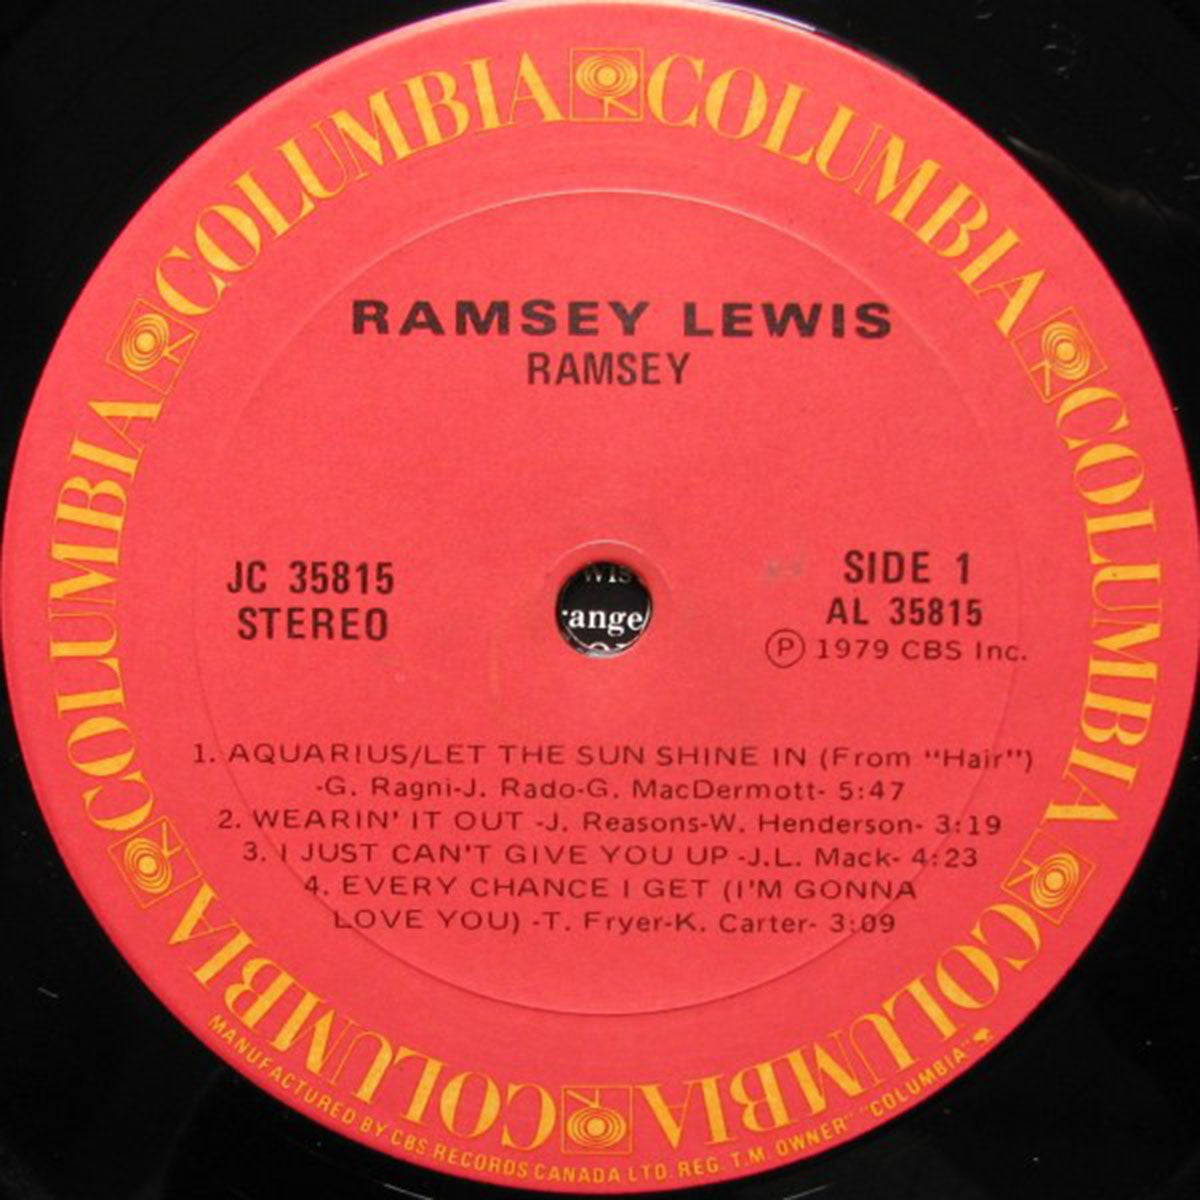 COLUMBIA COLUMBIA COLUMBIA COLUMBIA COLUMBIA COLUMBIA COLUMBIA COLUMBIA
RAMSEY LEWIS
RAMSEY
JC 35815
STEREO
SIDE 1
AL 35815
Ⓟ 1979 CBS Inc.
1. AQUARIUS/LET THE SUN SHINE IN (From "Hair")
-G. Ragni-J. Rado-G. MacDermott- 5:47
2. WEARIN' IT OUT -J. Reasons-W. Henderson- 3:19
3. I JUST CAN'T GIVE YOU UP -J.L. Mack- 4:23
4. EVERY CHANCE I GET (I'M GONNA
LOVE YOU) -T. Fryer-K. Carter- 3:09
MANUFACTURED BY CBS RECORDS CANADA LTD. REG. T.M. OWNER" "COLUMBIA"